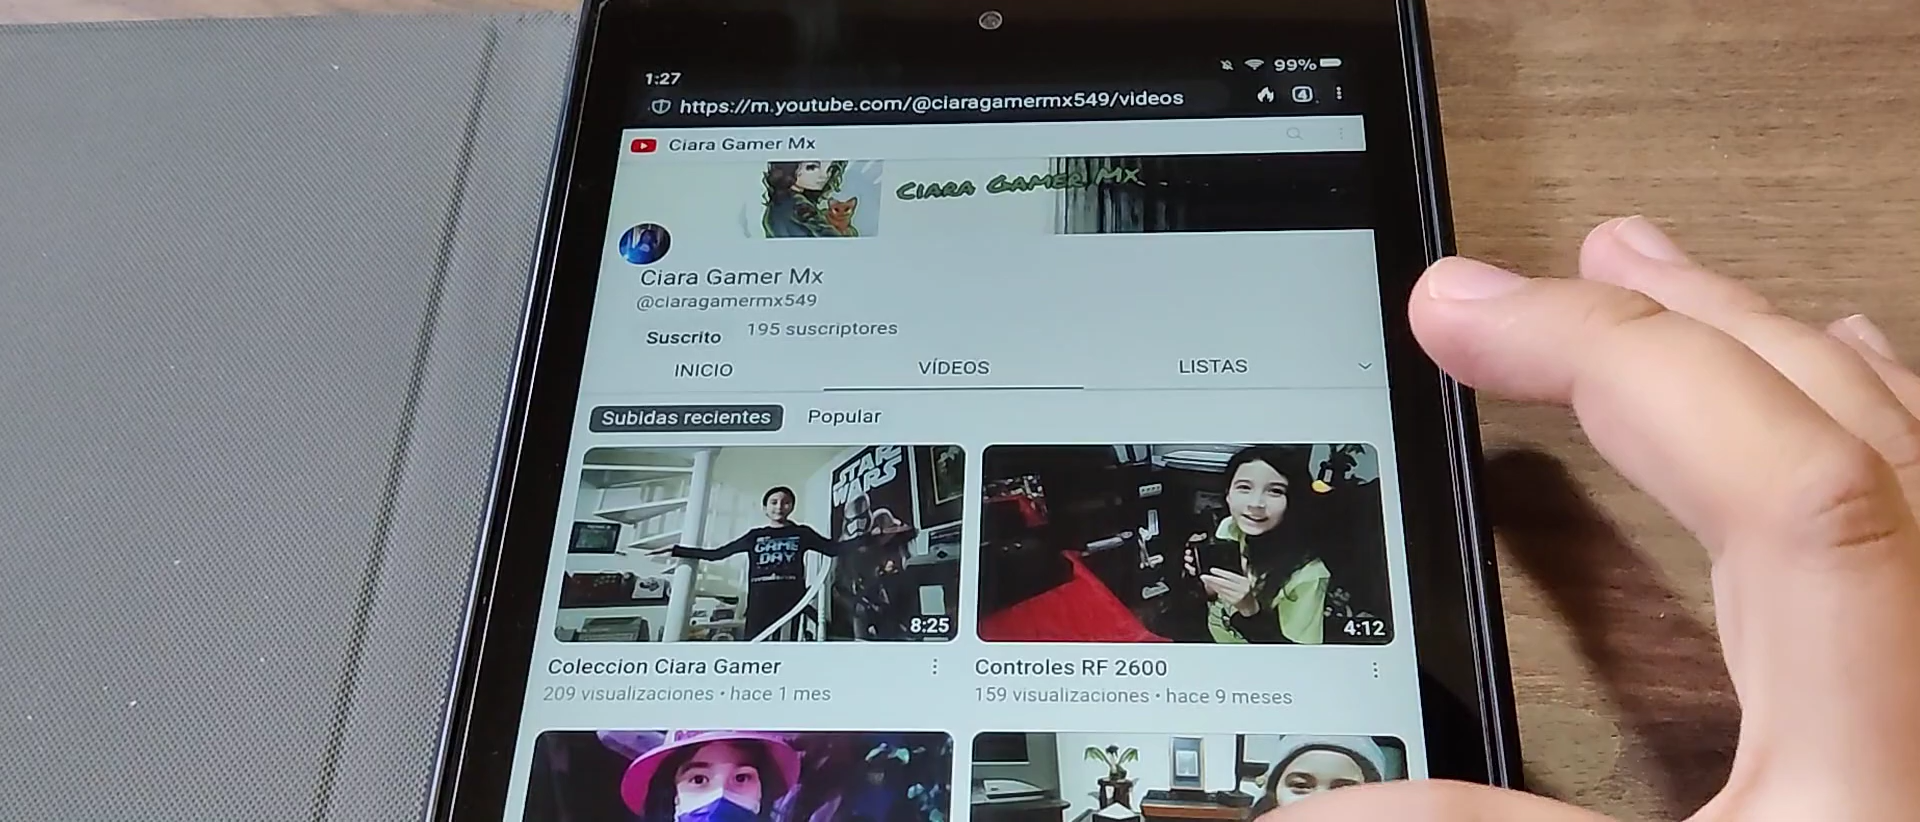 1:27
99%
https://m.youtube.com/@ciaragamermx549/videos
4
Ciara Gamer Mx
CIARA GAMER MX
Ciara Gamer Mx
@ciaragamermx549
Suscrito 195 suscriptores
INICIO VÍDEOS LISTAS
Subidas recientes Popular
STAR
WARS
GAME
DAY
8:25
4:12
Coleccion Ciara Gamer
209 visualizaciones • hace 1 mes
Controles RF 2600
159 visualizaciones • hace 9 meses